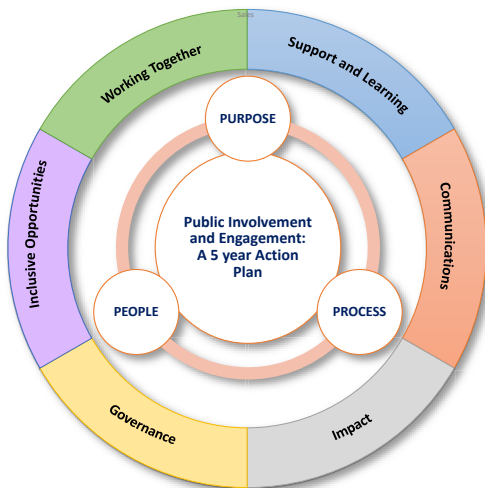 Sales
Working Together
Support and Learning
Inclusive Opportunities
Communications
Governance
Impact
PURPOSE
Public Involvement
and Engagement:
A 5 year Action
Plan
PEOPLE
PROCESS